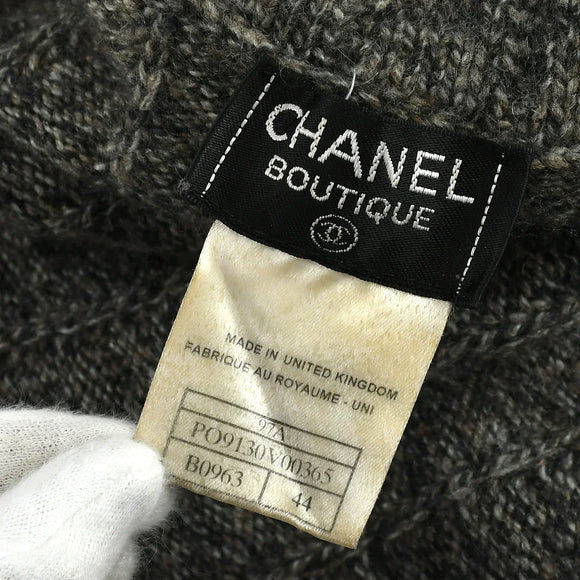 CHANEL
BOUTIQUE
MADE IN UNITED KINGDOM
FABRIQUE AU ROYAUME - UNI
97A
PO9130V00365
B0963 44